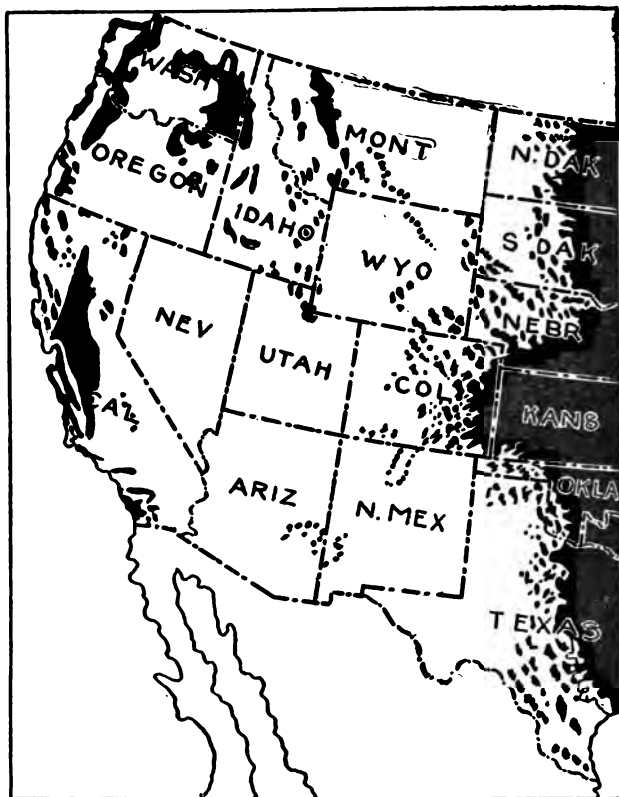 WASH
MONT
N. DAK
OREGON
IDAHO
S DAK
WYO
NEBR
NEV
UTAH
COL
CAL
KANS
ARIZ
N. MEX
OKLA
TEXAS